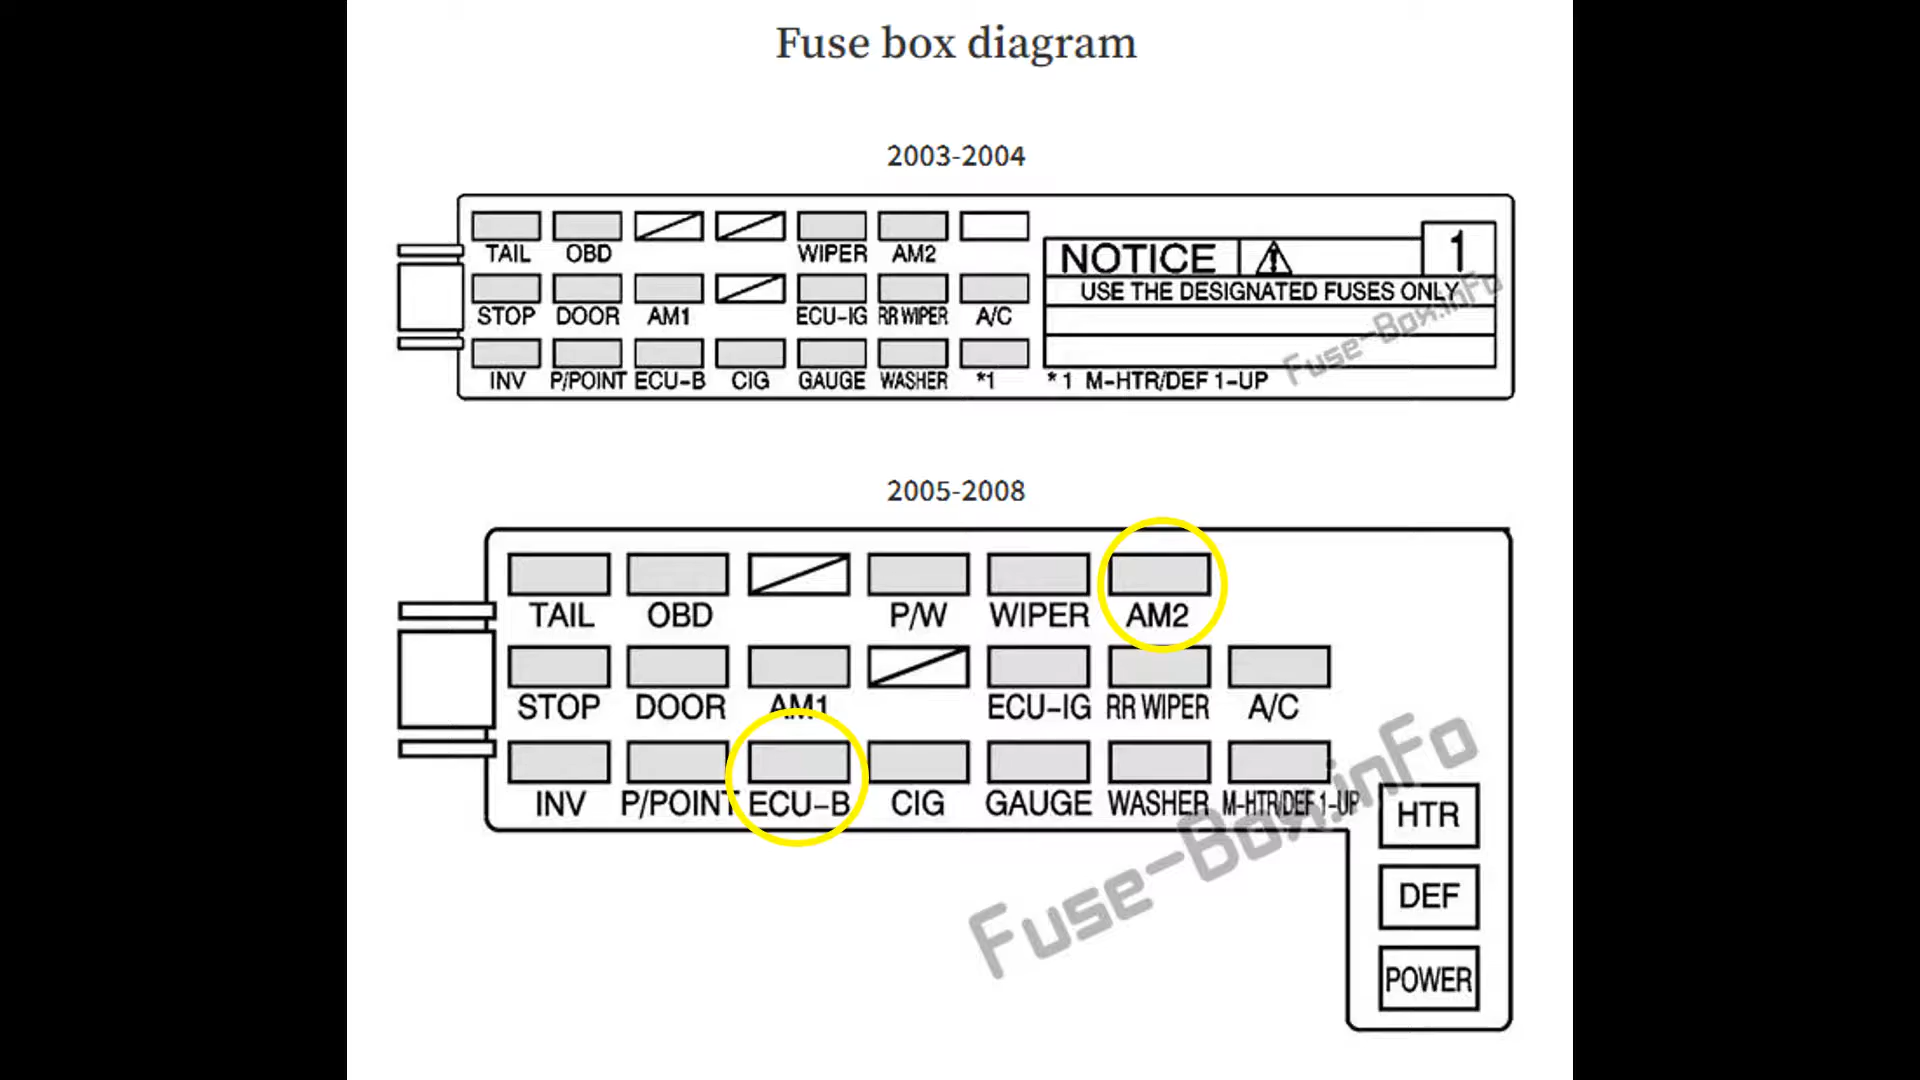 Fuse box diagram
2003-2004
TAIL OBD WIPER AM2
STOP DOOR AM1 ECU-IG RR WIPER A/C
INV P/POINT ECU-B CIG GAUGE WASHER *1
NOTICE 1
USE THE DESIGNATED FUSES ONLY
*1 M-HTR/DEF 1-UP
Fuse-Box.inFo
2005-2008
TAIL OBD P/W WIPER AM2
STOP DOOR AM1 ECU-IG RR WIPER A/C
INV P/POINT ECU-B CIG GAUGE WASHER M-HTR/DEF 1-UP
HTR
DEF
POWER
Fuse-Box.inFo